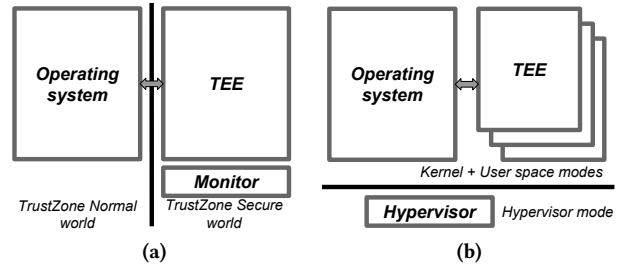 Operating
system
TEE
Monitor
TrustZone Normal
world
TrustZone Secure
world
(a)
Operating
system
TEE
Kernel + User space modes
Hypervisor
Hypervisor mode
(b)